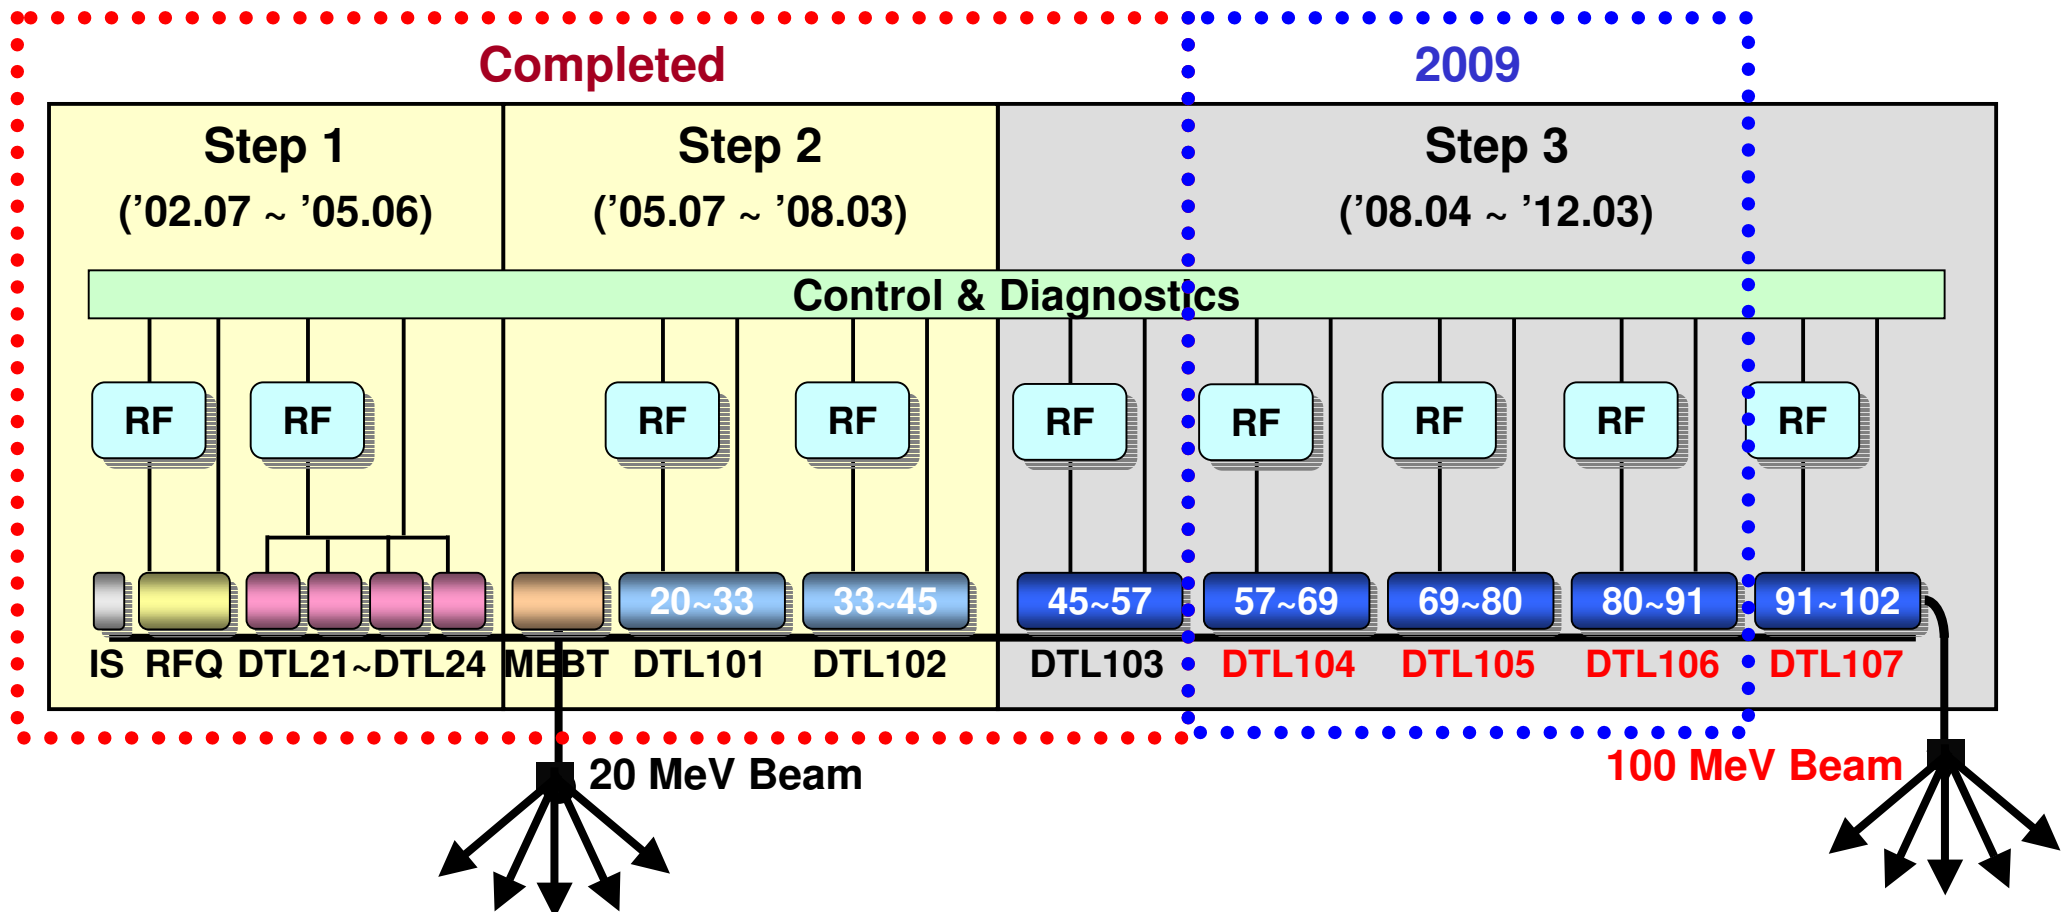 Completed
2009
Step 1
Step 2
Step 3
(’02.07 ~ ’05.06)
(’05.07 ~ ’08.03)
(’08.04 ~ ’12.03)
Control & Diagnostics
RF
RF
RF
RF
RF
RF
RF
RF
RF
20~33
33~45
45~57
57~69
69~80
80~91
91~102
IS
RFQ
DTL21~DTL24
MEBT
DTL101
DTL102
DTL103
DTL104
DTL105
DTL106
DTL107
20 MeV Beam
100 MeV Beam